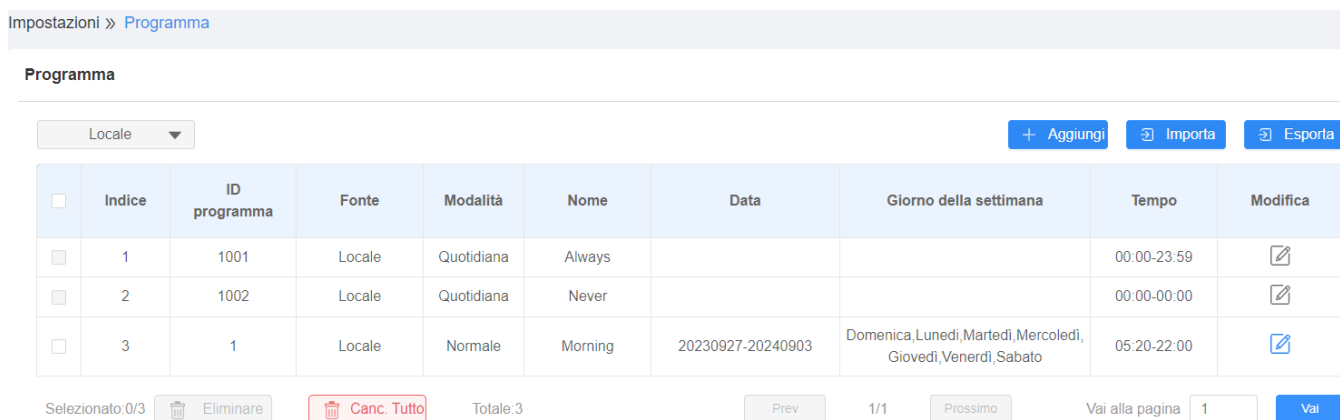 Impostazioni » Programma
Programma
Locale
+ Aggiungi
Importa
Esporta
Indice ID programma Fonte Modalità Nome Data Giorno della settimana Tempo Modifica
1 1001 Locale Quotidiana Always 00:00-23:59
2 1002 Locale Quotidiana Never 00:00-00:00
3 1 Locale Normale Morning 20230927-20240903 Domenica,Lunedì,Martedì,Mercoledì,
Giovedì,Venerdì,Sabato 05:20-22:00
Selezionato:0/3 Eliminare Canc. Tutto Totale:3 Prev 1/1 Prossimo Vai alla pagina 1 Vai